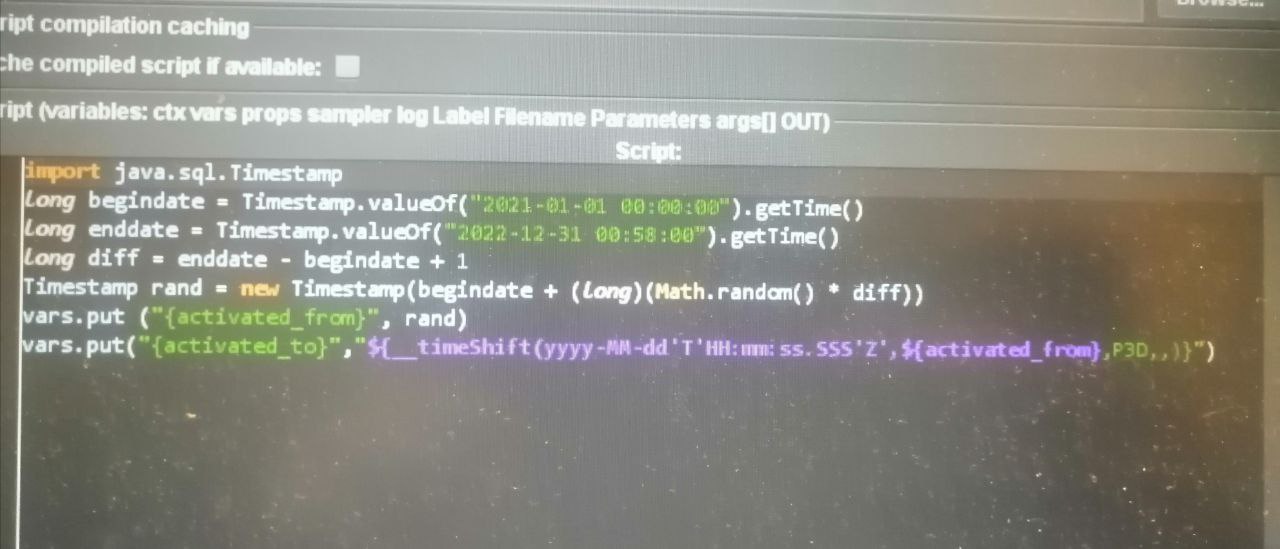 ript compilation caching
che compiled script if available:
ript (variables: ctx vars props sampler log Label Filename Parameters args[] OUT)
Script:
import java.sql.Timestamp
Long begindate = Timestamp.valueOf("2021-01-01 00:00:00").getTime()
Long enddate = Timestamp.valueOf("2022-12-31 00:58:00").getTime()
Long diff = enddate - begindate + 1
Timestamp rand = new Timestamp(begindate + (Long)(Math.random() * diff))
vars.put ("{activated_from}", rand)
vars.put("{activated_to}","${__timeShift(yyyy-MM-dd'T'HH:mm:ss.SSS'Z',${activated_from},P3D,,)}")